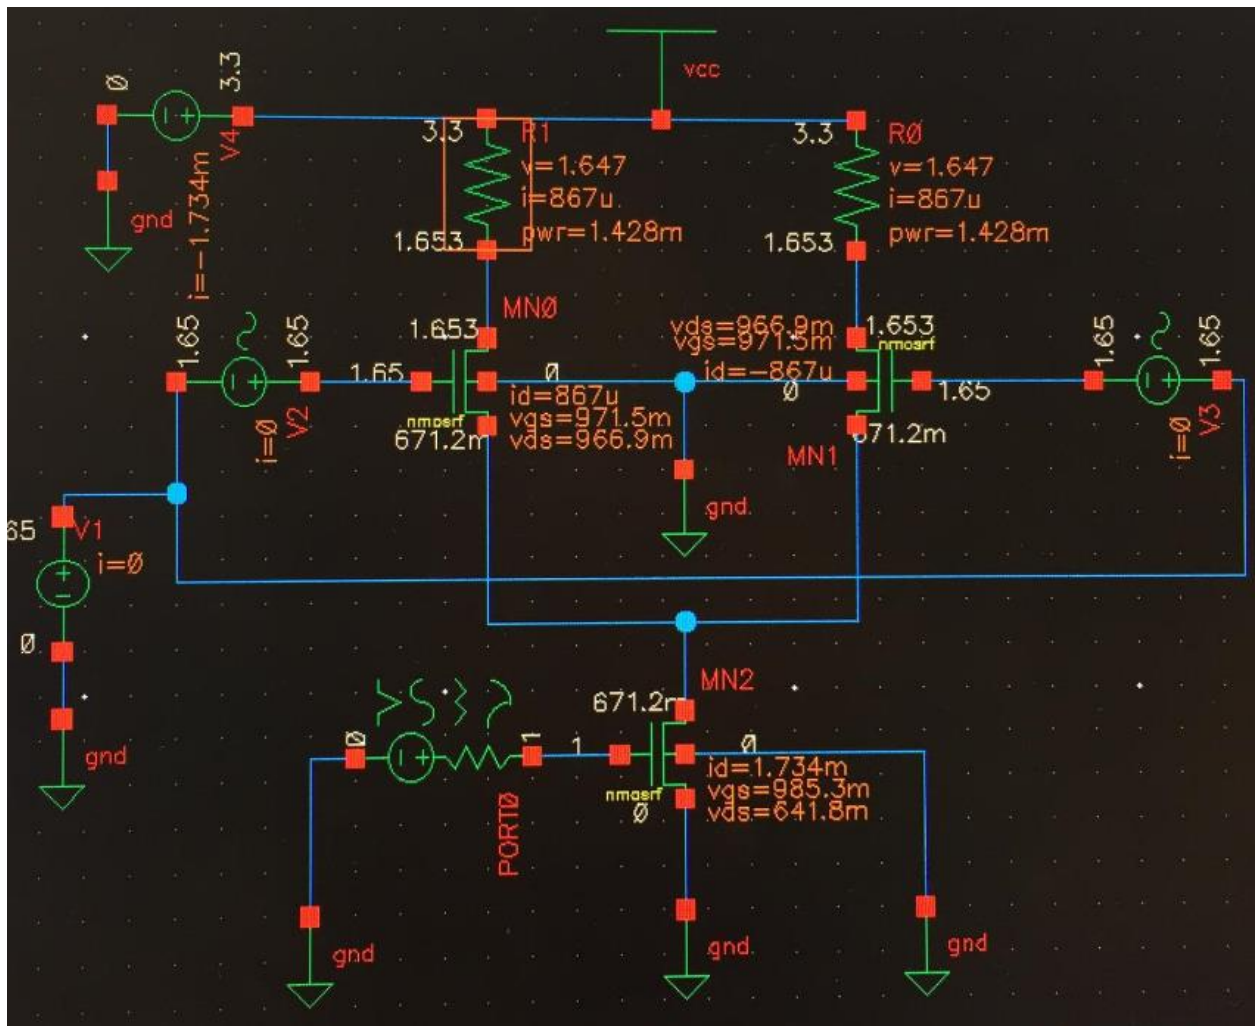 vcc
0
3.3
V4
i=-1.734m
gnd
3.3
R1
v=1.647
i=867u
pwr=1.428m
1.653
3.3
R0
v=1.647
i=867u
pwr=1.428m
1.653
1.65
1.65
i=0
V2
1.65
MN0
1.653
0
id=867u
vgs=971.5m
vds=966.9m
nmosrf
671.2m
vds=966.9m
vgs=971.5m
id=-867u
0
1.653
nmosrf
1.65
671.2m
MN1
1.65
1.65
i=0
V3
gnd
65
V1
i=0
0
gnd
MN2
671.2m
0
1
1
PORT0
0
id=1.734m
vgs=985.3m
vds=641.8m
nmosrf
0
gnd
gnd
gnd